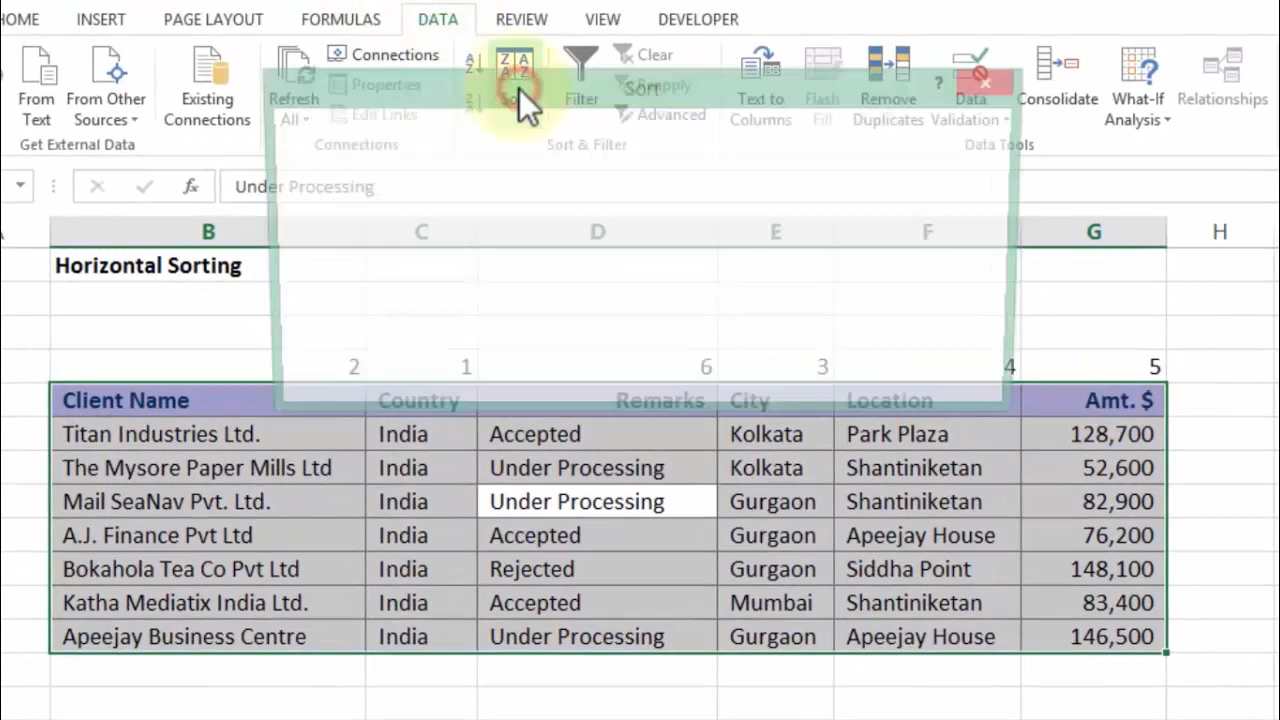 HOME INSERT PAGE LAYOUT FORMULAS DATA REVIEW VIEW DEVELOPER
From Text
From Other Sources
Existing Connections
Get External Data
Refresh All
Connections
Properties
Edit Links
Connections
Sort
Filter
Clear
Reapply
Advanced
Sort & Filter
Sort
?
Text to Columns
Flash Fill
Remove Duplicates
Data Validation
Consolidate
What-If Analysis
Relationships
Data Tools
fx Under Processing
B C D E F G H
Horizontal Sorting
2 1 6 3 4 5
Client Name Country Remarks City Location Amt. $
Titan Industries Ltd. India Accepted Kolkata Park Plaza 128,700
The Mysore Paper Mills Ltd India Under Processing Kolkata Shantiniketan 52,600
Mail SeaNav Pvt. Ltd. India Under Processing Gurgaon Shantiniketan 82,900
A.J. Finance Pvt Ltd India Accepted Gurgaon Apeejay House 76,200
Bokahola Tea Co Pvt Ltd India Rejected Gurgaon Siddha Point 148,100
Katha Mediatix India Ltd. India Accepted Mumbai Shantiniketan 83,400
Apeejay Business Centre India Under Processing Gurgaon Apeejay House 146,500